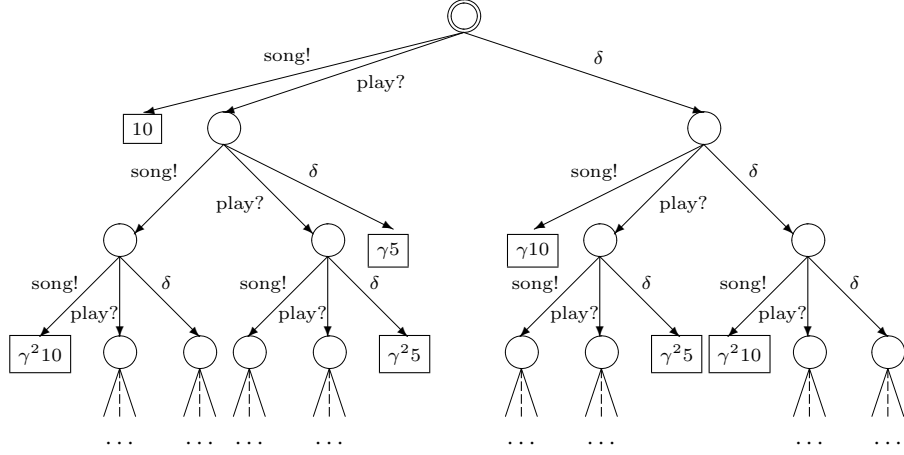 song! play? δ
10
song! play? δ song! play? δ
γ5 γ10
song! play? δ song! play? δ song! play? δ song! play? δ
γ²10 γ²5 γ²5 γ²10
... ... ... ... ... ... ... ...